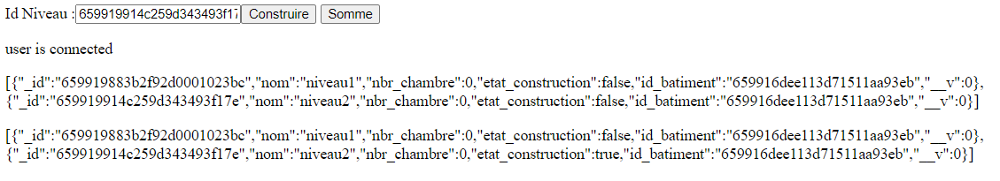 Id Niveau : 659919914c259d343493f17 Construire Somme
user is connected
[{"_id":"659919883b2f92d0001023bc","nom":"niveau1","nbr_chambre":0,"etat_construction":false,"id_batiment":"659916dee113d71511aa93eb","__v":0},
{"_id":"659919914c259d343493f17e","nom":"niveau2","nbr_chambre":0,"etat_construction":false,"id_batiment":"659916dee113d71511aa93eb","__v":0}]
[{"_id":"659919883b2f92d0001023bc","nom":"niveau1","nbr_chambre":0,"etat_construction":false,"id_batiment":"659916dee113d71511aa93eb","__v":0},
{"_id":"659919914c259d343493f17e","nom":"niveau2","nbr_chambre":0,"etat_construction":true,"id_batiment":"659916dee113d71511aa93eb","__v":0}]